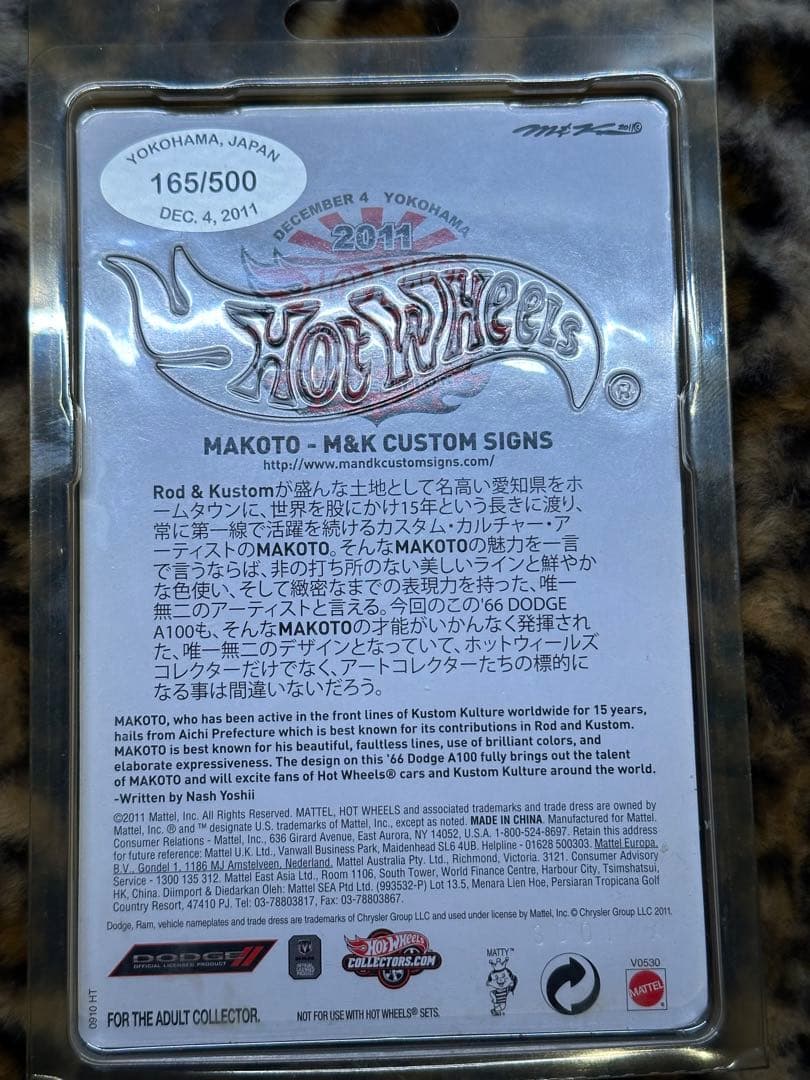 YOKOHAMA, JAPAN
165/500
DEC. 4, 2011
M&K 2011©
DECEMBER 4 YOKOHAMA
2011
HOT WHEELS
®
MAKOTO - M&K CUSTOM SIGNS
http://www.mandkcustomsigns.com/
Rod & Kustomが盛んな土地として名高い愛知県をホ
ームタウンに、世界を股にかけ15年という長きに渡り、
常に第一線で活躍を続けるカスタム・カルチャー・ア
ーティストのMAKOTO。そんなMAKOTOの魅力を一言
で言うならば、非の打ち所のない美しいラインと鮮やか
な色使い、そして緻密なまでの表現力を持った、唯一
無二のアーティストと言える。今回のこの'66 DODGE
A100も、そんなMAKOTOの才能がいかんなく発揮され
た、唯一無二のデザインとなっていて、ホットウィールズ
コレクターだけでなく、アートコレクターたちの標的に
なる事は間違いないだろう。
MAKOTO, who has been active in the front lines of Kustom Kulture worldwide for 15 years,
hails from Aichi Prefecture which is best known for its contributions in Rod and Kustom.
MAKOTO is best known for his beautiful, faultless lines, use of brilliant colors, and
elaborate expressiveness. The design on this '66 Dodge A100 fully brings out the talent
of MAKOTO and will excite fans of Hot Wheels® cars and Kustom Kulture around the world.
-Written by Nash Yoshii
©2011 Mattel, Inc. All Rights Reserved. MATTEL, HOT WHEELS and associated trademarks and trade dress are owned by
Mattel, Inc. ® and ™ designate U.S. trademarks of Mattel, Inc., except as noted. MADE IN CHINA. Manufactured for Mattel.
Consumer Relations - Mattel, Inc., 636 Girard Avenue, East Aurora, NY 14052, U.S.A. 1-800-524-8697. Retain this address
for future reference: Mattel U.K. Ltd., Vanwall Business Park, Maidenhead SL6 4UB. Helpline - 01628 500303. Mattel Europa,
B.V., Gondel 1, 1186 MJ Amstelveen, Nederland. Mattel Australia Pty. Ltd., Richmond, Victoria. 3121. Consumer Advisory
Service - 1300 135 312. Mattel East Asia Ltd., Room 1106, South Tower, World Finance Centre, Harbour City, Tsimshatsui,
HK, China. Diimport & Diedarkan Oleh: Mattel SEA Ptd Ltd. (993532-P) Lot 13.5, Menara Lien Hoe, Persiaran Tropicana Golf
Country Resort, 47410 PJ. Tel: 03-78803817, Fax: 03-78803867.
Dodge, Ram, vehicle nameplates and trade dress are trademarks of Chrysler Group LLC and used under license by Mattel, Inc. © Chrysler Group LLC 2011.
DODGE
OFFICIAL LICENSED PRODUCT
RAM
HOT WHEELS
COLLECTORS.COM
MATTY™
V0530
MATTEL
0910 HT
FOR THE ADULT COLLECTOR.
NOT FOR USE WITH HOT WHEELS® SETS.